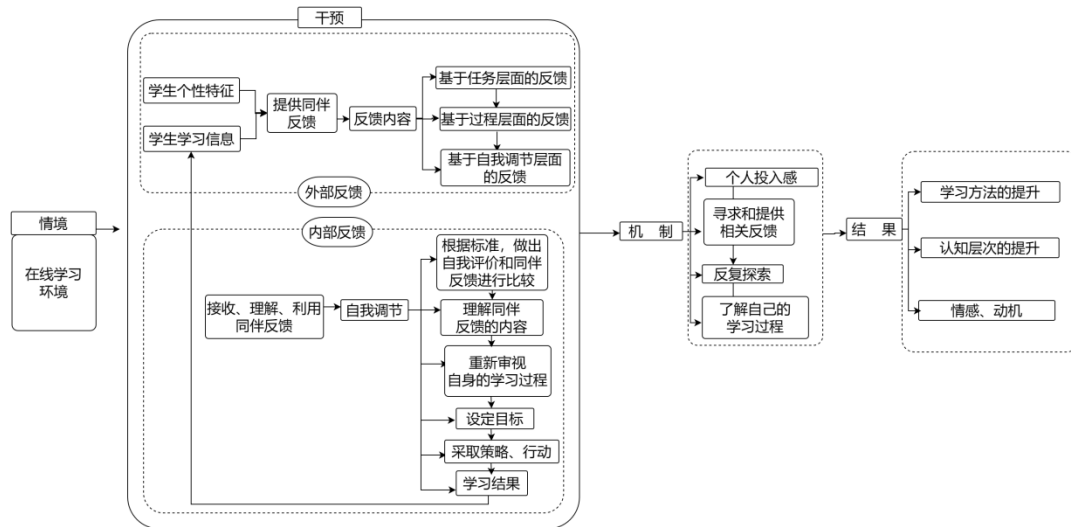 干预
学生个性特征
学生学习信息
提供同伴
反馈
反馈内容
基于任务层面的反馈
基于过程层面的反馈
基于自我调节层面
的反馈
外部反馈
情境
在线学习
环境
内部反馈
接收、理解、利用
同伴反馈
自我调节
根据标准，做出
自我评价和同伴
反馈进行比较
理解同伴
反馈的内容
重新审视
自身的学习过程
设定目标
采取策略、行动
学习结果
机 制
个人投入感
寻求和提供
相关反馈
反复探索
了解自己的
学习过程
结 果
学习方法的提升
认知层次的提升
情感、动机